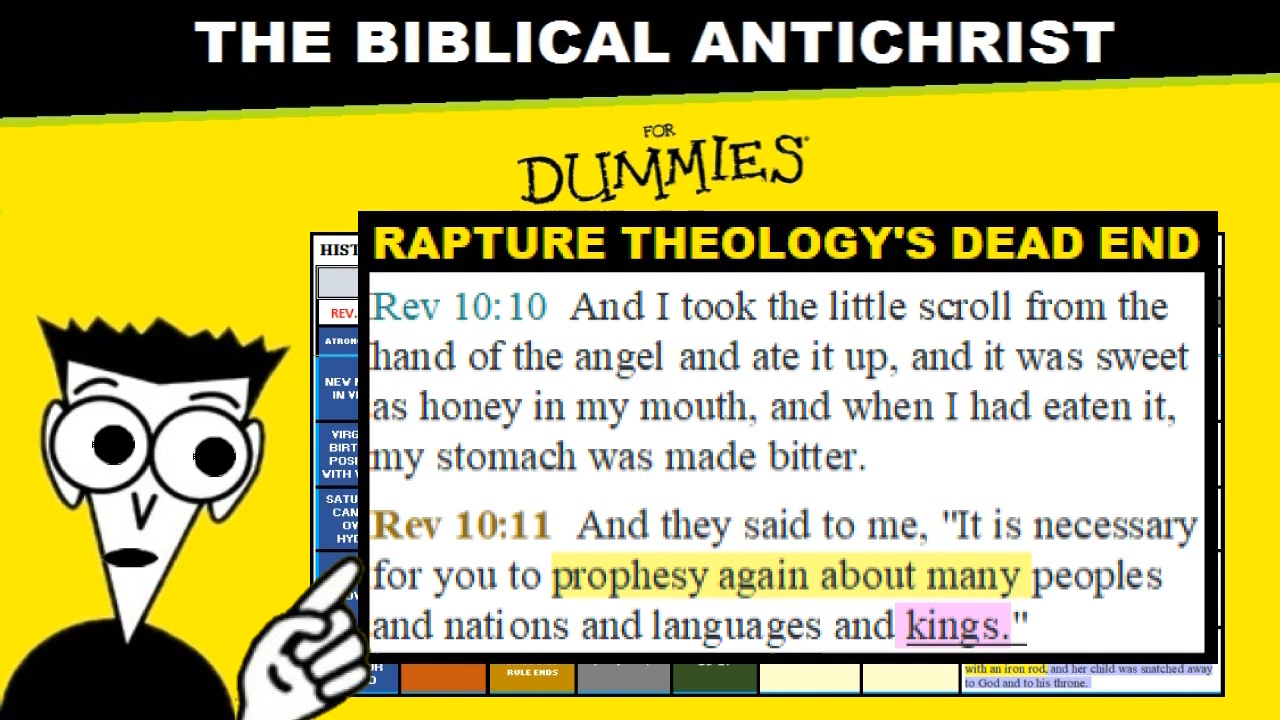 THE BIBLICAL ANTICHRIST
FOR
DUMMIES
RAPTURE THEOLOGY'S DEAD END
Rev 10:10 And I took the little scroll from the
hand of the angel and ate it up, and it was sweet
as honey in my mouth, and when I had eaten it,
my stomach was made bitter.
Rev 10:11 And they said to me, "It is necessary
for you to prophesy again about many peoples
and nations and languages and kings."
REV.
NEW
RULE ENDS
with an iron rod, and her child was snatched away
to God and to his throne.